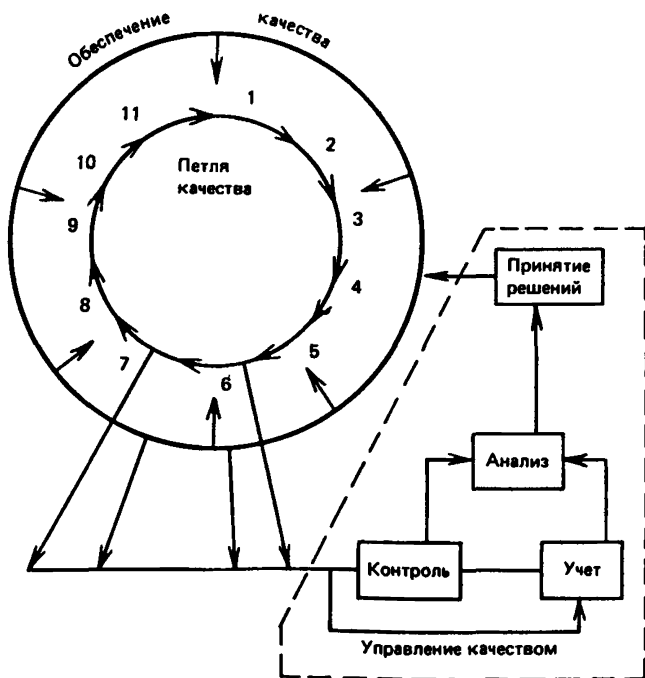 Обеспечение качества
11
1
2
10
Петля
качества
3
9
4
8
5
7
6
Принятие
решений
Анализ
Контроль
Учет
Управление качеством